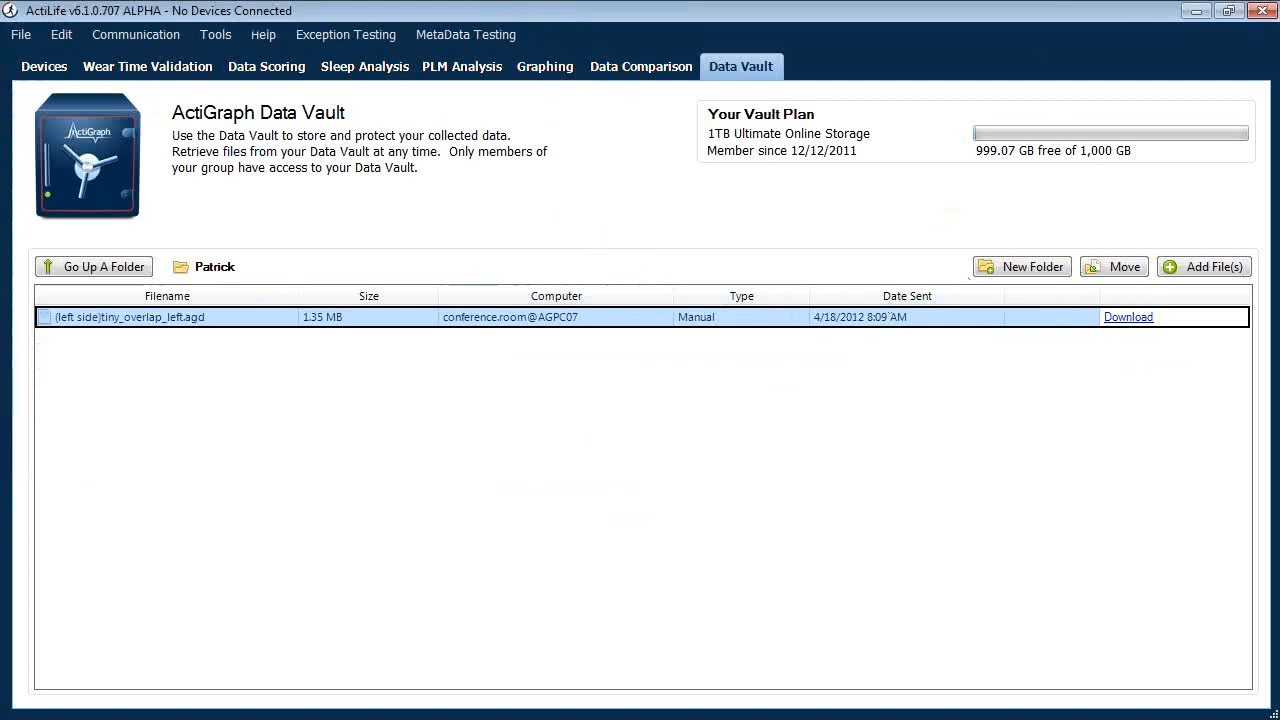 ActiLife v6.1.0.707 ALPHA - No Devices Connected
File Edit Communication Tools Help Exception Testing MetaData Testing
Devices Wear Time Validation Data Scoring Sleep Analysis PLM Analysis Graphing Data Comparison Data Vault
ActiGraph
ActiGraph Data Vault
Use the Data Vault to store and protect your collected data.
Retrieve files from your Data Vault at any time. Only members of
your group have access to your Data Vault.
Your Vault Plan
1TB Ultimate Online Storage
Member since 12/12/2011
999.07 GB free of 1,000 GB
Go Up A Folder Patrick New Folder Move Add File(s)
Filename Size Computer Type Date Sent
(left side)tiny_overlap_left.agd 1.35 MB conference.room@AGPC07 Manual 4/18/2012 8:09 AM Download